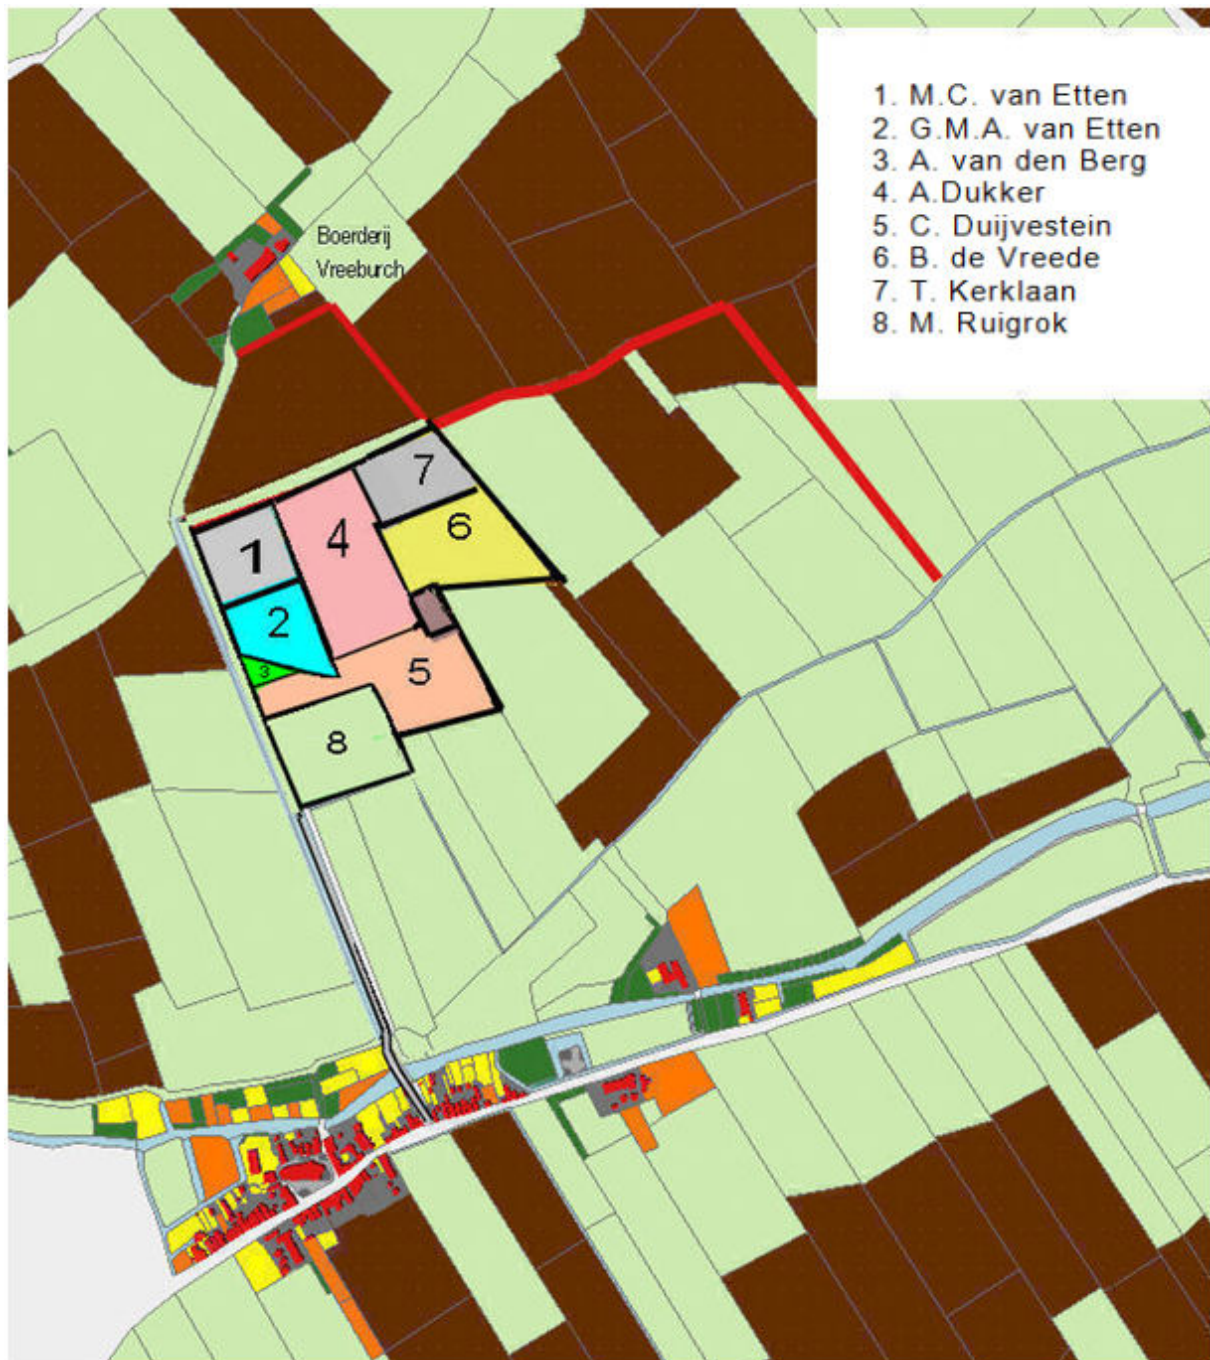 1. M.C. van Etten
2. G.M.A. van Etten
3. A. van den Berg
4. A.Dukker
5. C. Duijvestein
6. B. de Vreede
7. T. Kerklaan
8. M. Ruigrok
Boerderij
Vreeburch
7
6
4
1
2
3
5
8